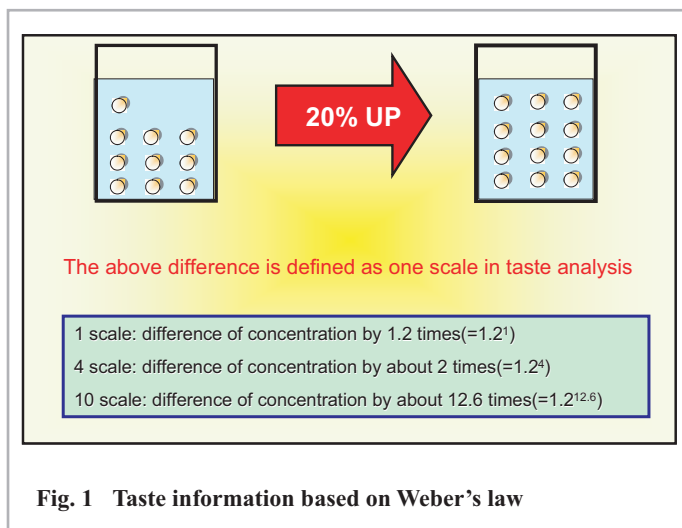 20% UP
The above difference is defined as one scale in taste analysis
1 scale: difference of concentration by 1.2 times(=1.2¹)
4 scale: difference of concentration by about 2 times(=1.2⁴)
10 scale: difference of concentration by about 12.6 times(=1.2¹²·⁶)
Fig. 1 Taste information based on Weber's law